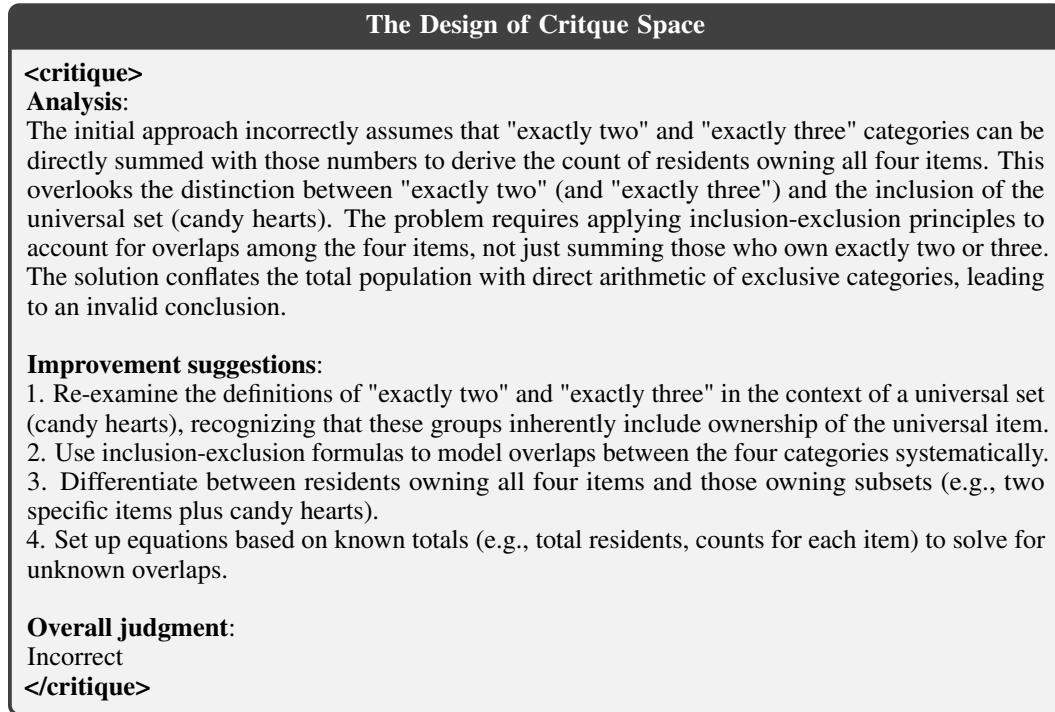 The Design of Critque Space
<critique>
Analysis:
The initial approach incorrectly assumes that "exactly two" and "exactly three" categories can be
directly summed with those numbers to derive the count of residents owning all four items. This
overlooks the distinction between "exactly two" (and "exactly three") and the inclusion of the
universal set (candy hearts). The problem requires applying inclusion-exclusion principles to
account for overlaps among the four items, not just summing those who own exactly two or three.
The solution conflates the total population with direct arithmetic of exclusive categories, leading
to an invalid conclusion.
Improvement suggestions:
1. Re-examine the definitions of "exactly two" and "exactly three" in the context of a universal set
(candy hearts), recognizing that these groups inherently include ownership of the universal item.
2. Use inclusion-exclusion formulas to model overlaps between the four categories systematically.
3. Differentiate between residents owning all four items and those owning subsets (e.g., two
specific items plus candy hearts).
4. Set up equations based on known totals (e.g., total residents, counts for each item) to solve for
unknown overlaps.
Overall judgment:
Incorrect
</critique>